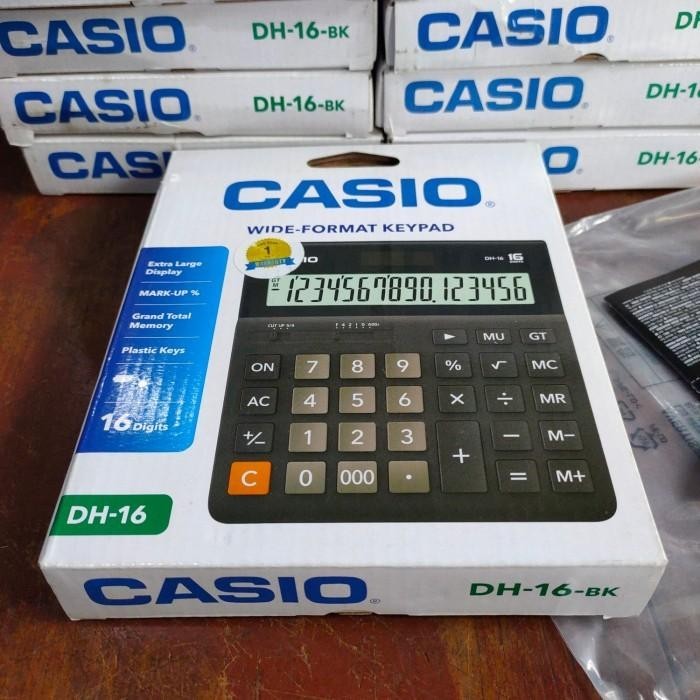 CASIO DH-16-BK
CASIO
CASIO DH-16-BK
CASIO
CASIO®
WIDE-FORMAT KEYPAD
1
Extra Large
Display
MARK-UP %
Grand Total
Memory
Plastic Keys
16 Digits
DH-16
DH-16 16
GT
M
- 1234567890.123456
CUT UP 5/4
► MU GT
ON 7 8 9 % √ MC
AC 4 5 6 × ÷ MR
+/− 1 2 3 + − M−
C 0 000 · = M+
CASIO® DH-16-BK